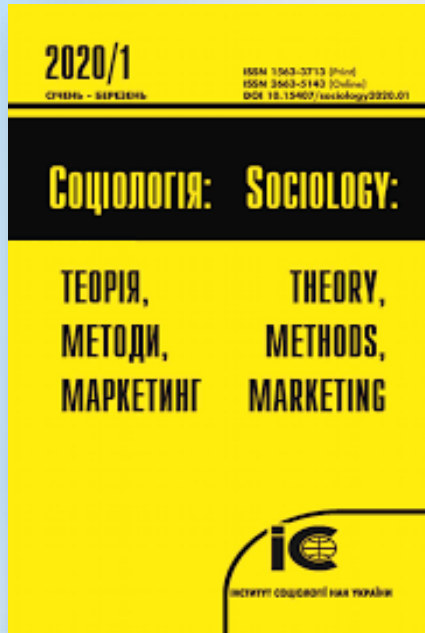 2020/1
СІЧЕНЬ – БЕРЕЗЕНЬ
ISSN 1563-3713 (Print)
ISSN 2663-5143 (Online)
DOI 10.15407/sociology2020.01
Соціологія: Sociology:
ТЕОРІЯ, THEORY,
МЕТОДИ, METHODS,
МАРКЕТИНГ MARKETING
ІС
ІНСТИТУТ СОЦІОЛОГІЇ НАН УКРАЇНИ